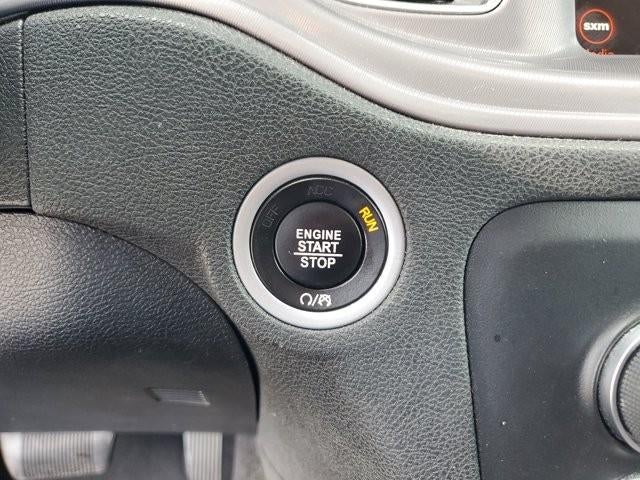 sxm
OFF
ACC
RUN
ENGINE
START
STOP